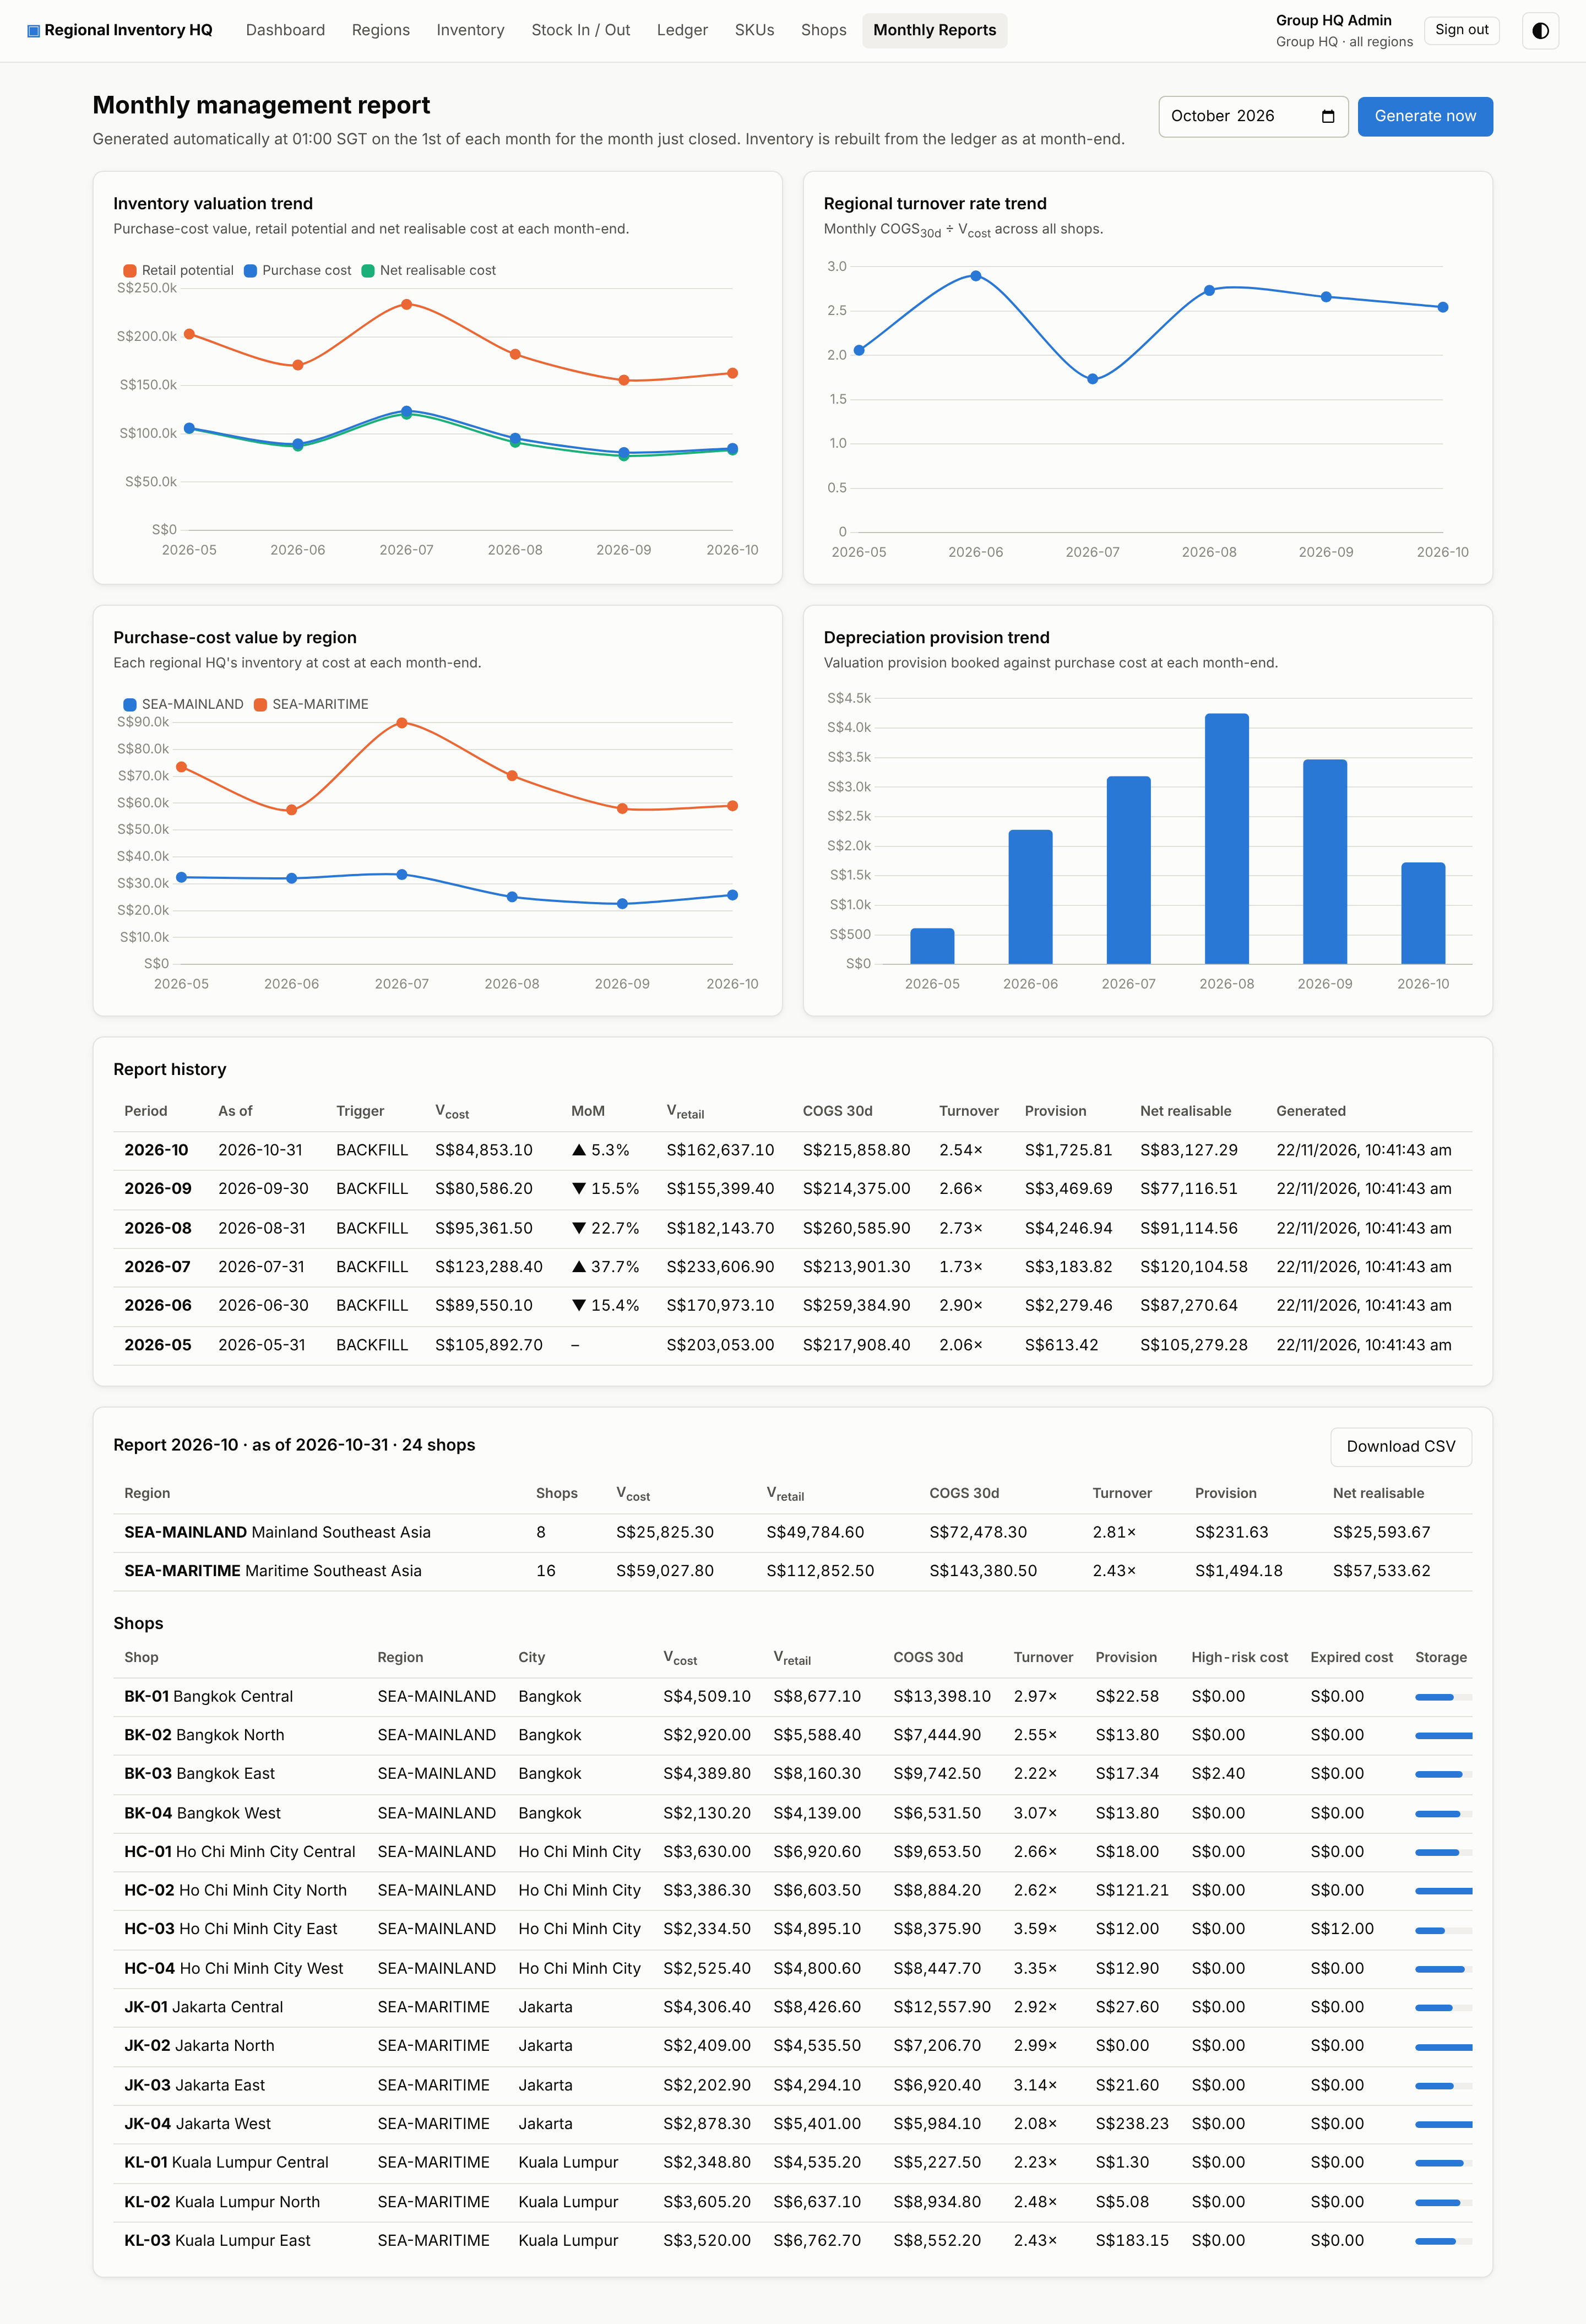 Regional Inventory HQ Dashboard Regions Inventory Stock In / Out Ledger SKUs Shops Monthly Reports Group HQ Admin Sign out
Group HQ · all regions
Monthly management report
October 2026 Generate now
Generated automatically at 01:00 SGT on the 1st of each month for the month just closed. Inventory is rebuilt from the ledger as at month-end.
Inventory valuation trend
Purchase-cost value, retail potential and net realisable cost at each month-end.
Retail potential Purchase cost Net realisable cost
S$250.0k
S$200.0k
S$150.0k
S$100.0k
S$50.0k
S$0
2026-05 2026-06 2026-07 2026-08 2026-09 2026-10
Regional turnover rate trend
Monthly COGS30d ÷ Vcost across all shops.
3.0
2.5
2.0
1.5
1.0
0.5
0
2026-05 2026-06 2026-07 2026-08 2026-09 2026-10
Purchase-cost value by region
Each regional HQ's inventory at cost at each month-end.
SEA-MAINLAND SEA-MARITIME
S$90.0k
S$80.0k
S$70.0k
S$60.0k
S$50.0k
S$40.0k
S$30.0k
S$20.0k
S$10.0k
S$0
2026-05 2026-06 2026-07 2026-08 2026-09 2026-10
Depreciation provision trend
Valuation provision booked against purchase cost at each month-end.
S$4.5k
S$4.0k
S$3.5k
S$3.0k
S$2.5k
S$2.0k
S$1.5k
S$1.0k
S$500
S$0
2026-05 2026-06 2026-07 2026-08 2026-09 2026-10
Report history
Period As of Trigger Vcost MoM Vretail COGS 30d Turnover Provision Net realisable Generated
2026-10 2026-10-31 BACKFILL S$84,853.10 ▲ 5.3% S$162,637.10 S$215,858.80 2.54× S$1,725.81 S$83,127.29 22/11/2026, 10:41:43 am
2026-09 2026-09-30 BACKFILL S$80,586.20 ▼ 15.5% S$155,399.40 S$214,375.00 2.66× S$3,469.69 S$77,116.51 22/11/2026, 10:41:43 am
2026-08 2026-08-31 BACKFILL S$95,361.50 ▼ 22.7% S$182,143.70 S$260,585.90 2.73× S$4,246.94 S$91,114.56 22/11/2026, 10:41:43 am
2026-07 2026-07-31 BACKFILL S$123,288.40 ▲ 37.7% S$233,606.90 S$213,901.30 1.73× S$3,183.82 S$120,104.58 22/11/2026, 10:41:43 am
2026-06 2026-06-30 BACKFILL S$89,550.10 ▼ 15.4% S$170,973.10 S$259,384.90 2.90× S$2,279.46 S$87,270.64 22/11/2026, 10:41:43 am
2026-05 2026-05-31 BACKFILL S$105,892.70 – S$203,053.00 S$217,908.40 2.06× S$613.42 S$105,279.28 22/11/2026, 10:41:43 am
Report 2026-10 · as of 2026-10-31 · 24 shops Download CSV
Region Shops Vcost Vretail COGS 30d Turnover Provision Net realisable
SEA-MAINLAND Mainland Southeast Asia 8 S$25,825.30 S$49,784.60 S$72,478.30 2.81× S$231.63 S$25,593.67
SEA-MARITIME Maritime Southeast Asia 16 S$59,027.80 S$112,852.50 S$143,380.50 2.43× S$1,494.18 S$57,533.62
Shops
Shop Region City Vcost Vretail COGS 30d Turnover Provision High-risk cost Expired cost Storage
BK-01 Bangkok Central SEA-MAINLAND Bangkok S$4,509.10 S$8,677.10 S$13,398.10 2.97× S$22.58 S$0.00 S$0.00
BK-02 Bangkok North SEA-MAINLAND Bangkok S$2,920.00 S$5,588.40 S$7,444.90 2.55× S$13.80 S$0.00 S$0.00
BK-03 Bangkok East SEA-MAINLAND Bangkok S$4,389.80 S$8,160.30 S$9,742.50 2.22× S$17.34 S$2.40 S$0.00
BK-04 Bangkok West SEA-MAINLAND Bangkok S$2,130.20 S$4,139.00 S$6,531.50 3.07× S$13.80 S$0.00 S$0.00
HC-01 Ho Chi Minh City Central SEA-MAINLAND Ho Chi Minh City S$3,630.00 S$6,920.60 S$9,653.50 2.66× S$18.00 S$0.00 S$0.00
HC-02 Ho Chi Minh City North SEA-MAINLAND Ho Chi Minh City S$3,386.30 S$6,603.50 S$8,884.20 2.62× S$121.21 S$0.00 S$0.00
HC-03 Ho Chi Minh City East SEA-MAINLAND Ho Chi Minh City S$2,334.50 S$4,895.10 S$8,375.90 3.59× S$12.00 S$0.00 S$12.00
HC-04 Ho Chi Minh City West SEA-MAINLAND Ho Chi Minh City S$2,525.40 S$4,800.60 S$8,447.70 3.35× S$12.90 S$0.00 S$0.00
JK-01 Jakarta Central SEA-MARITIME Jakarta S$4,306.40 S$8,426.60 S$12,557.90 2.92× S$27.60 S$0.00 S$0.00
JK-02 Jakarta North SEA-MARITIME Jakarta S$2,409.00 S$4,535.50 S$7,206.70 2.99× S$0.00 S$0.00 S$0.00
JK-03 Jakarta East SEA-MARITIME Jakarta S$2,202.90 S$4,294.10 S$6,920.40 3.14× S$21.60 S$0.00 S$0.00
JK-04 Jakarta West SEA-MARITIME Jakarta S$2,878.30 S$5,401.00 S$5,984.10 2.08× S$238.23 S$0.00 S$0.00
KL-01 Kuala Lumpur Central SEA-MARITIME Kuala Lumpur S$2,348.80 S$4,535.20 S$5,227.50 2.23× S$1.30 S$0.00 S$0.00
KL-02 Kuala Lumpur North SEA-MARITIME Kuala Lumpur S$3,605.20 S$6,637.10 S$8,934.80 2.48× S$5.08 S$0.00 S$0.00
KL-03 Kuala Lumpur East SEA-MARITIME Kuala Lumpur S$3,520.00 S$6,762.70 S$8,552.20 2.43× S$183.15 S$0.00 S$0.00